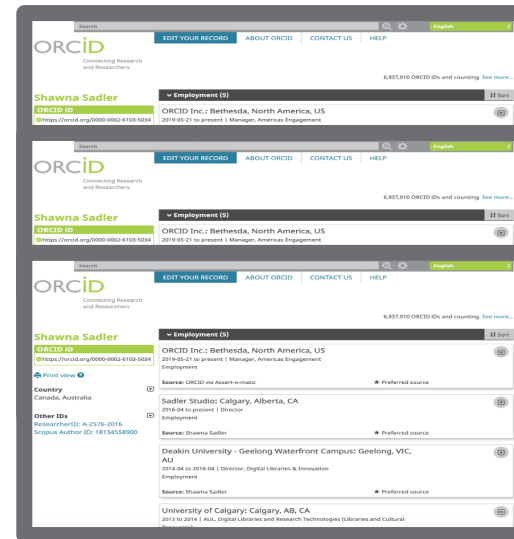 Search
English
ORCID
EDIT YOUR RECORD ABOUT ORCID CONTACT US HELP
Connecting Research
and Researchers
6,937,010 ORCID iDs and counting. See more...
Shawna Sadler
Employment (5)
Sort
ORCID iD
https://orcid.org/0000-0002-6103-5034
ORCID Inc.: Bethesda, North America, US
2019-05-21 to present | Manager, Americas Engagement
Search
English
ORCID
EDIT YOUR RECORD ABOUT ORCID CONTACT US HELP
Connecting Research
and Researchers
6,937,010 ORCID iDs and counting. See more...
Shawna Sadler
Employment (5)
Sort
ORCID iD
https://orcid.org/0000-0002-6103-5034
ORCID Inc.: Bethesda, North America, US
2019-05-21 to present | Manager, Americas Engagement
Search
English
ORCID
EDIT YOUR RECORD ABOUT ORCID CONTACT US HELP
Connecting Research
and Researchers
6,937,010 ORCID iDs and counting. See more...
Shawna Sadler
Employment (5)
Sort
ORCID iD
https://orcid.org/0000-0002-6103-5034
Print view
Country
Canada, Australia
Other IDs
ResearcherID: A-2576-2016
Scopus Author ID: 18134558900
ORCID Inc.: Bethesda, North America, US
2019-05-21 to present | Manager, Americas Engagement
Employment
Source: ORCID via Assert-o-matic ★ Preferred source
Sadler Studio: Calgary, Alberta, CA
2016-04 to present | Director
Employment
Source: Shawna Sadler ★ Preferred source
Deakin University - Geelong Waterfront Campus: Geelong, VIC,
AU
2014-04 to 2016-04 | Director, Digital Libraries & Innovation
Employment
Source: Shawna Sadler ★ Preferred source
University of Calgary: Calgary, AB, CA
2013 to 2014 | AUL, Digital Libraries and Research Technologies (Libraries and Cultural